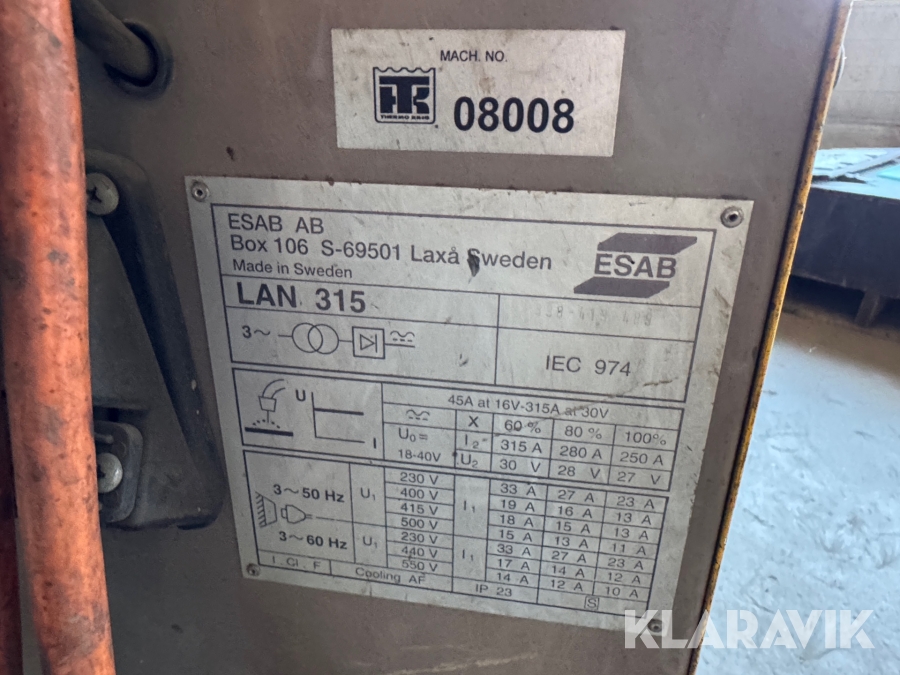 MACH. NO.
TK
THERMO KING
08008
ESAB AB
Box 106 S-69501 Laxå Sweden
Made in Sweden
ESAB
LAN 315
3~
IEC 974
45A at 16V-315A at 30V
X 60 % 80 % 100%
U₀= 18-40V
I₂ 315 A 280 A 250 A
U₂ 30 V 28 V 27 V
U I
3~50 Hz U₁ I₁
230 V 33 A 27 A 23 A
400 V 19 A 16 A 13 A
415 V 18 A 15 A 13 A
500 V 15 A 13 A 11 A
3~60 Hz U₁ I₁
230 V 33 A 27 A 23 A
440 V 17 A 14 A 12 A
550 V 14 A 12 A 10 A
I. Cl. F Cooling AF IP 23 S
KLARAVIK